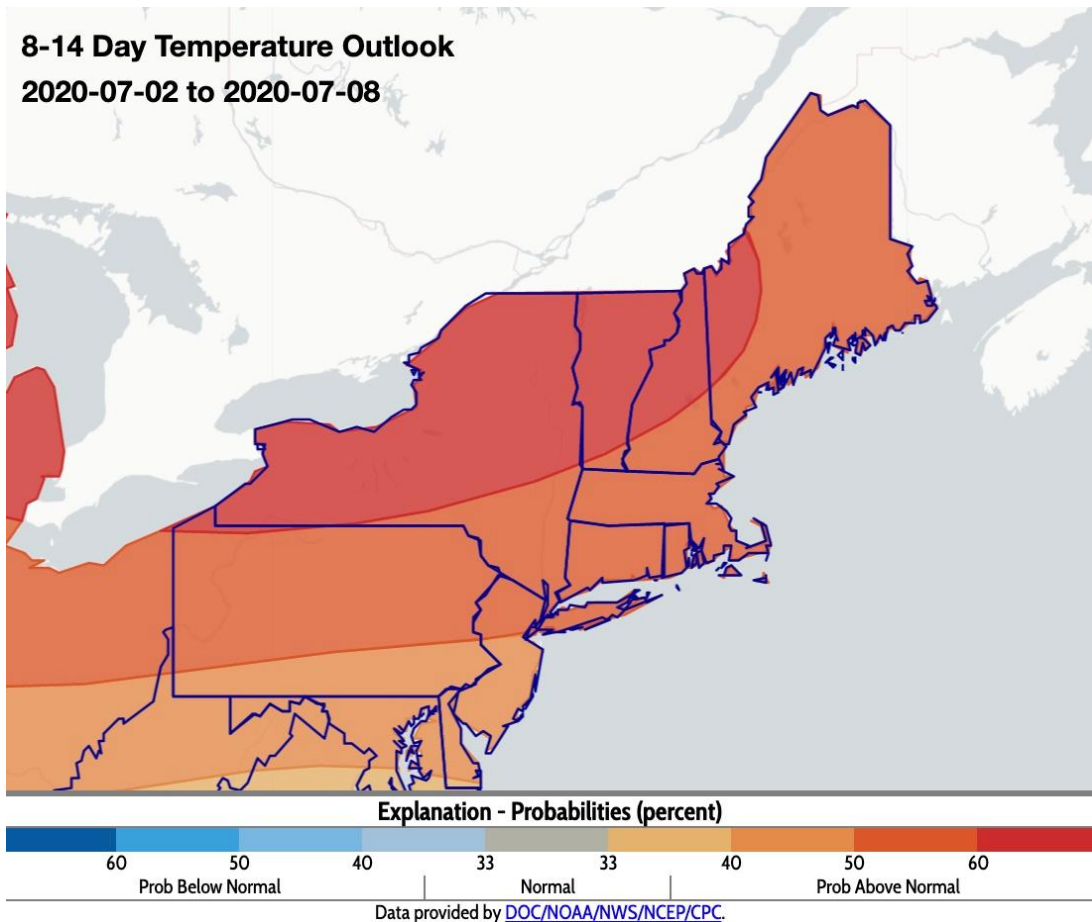 8-14 Day Temperature Outlook
2020-07-02 to 2020-07-08
Explanation - Probabilities (percent)
60 50 40 33 33 40 50 60
Prob Below Normal | Normal | Prob Above Normal
Data provided by DOC/NOAA/NWS/NCEP/CPC.